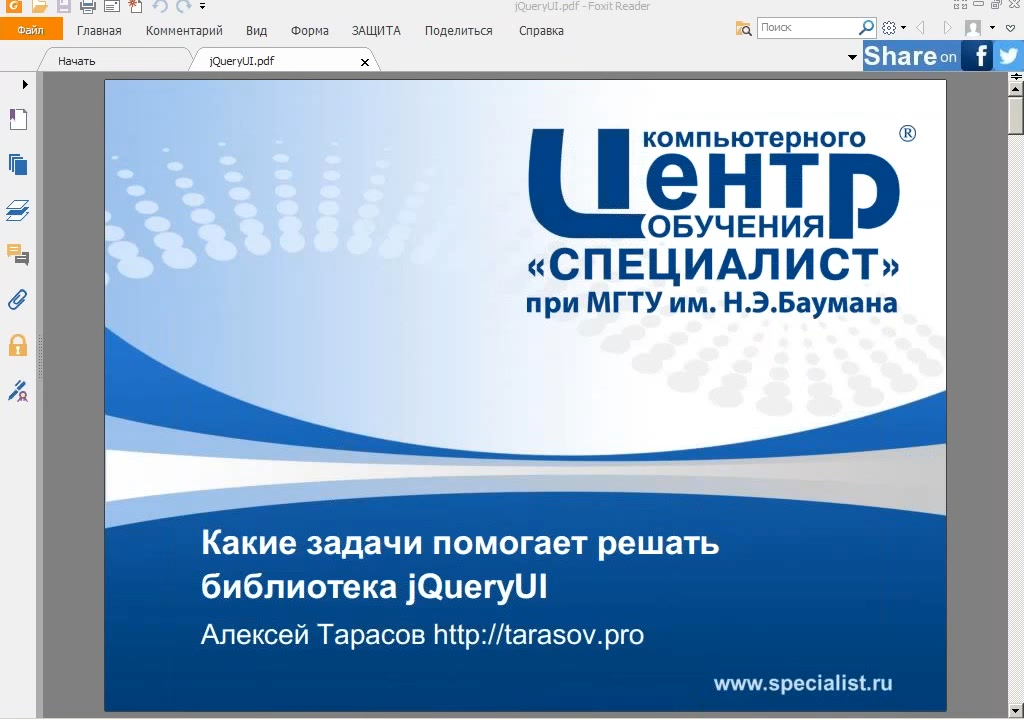 jQueryUI.pdf - Foxit Reader
Файл Главная Комментарий Вид Форма ЗАЩИТА Поделиться Справка Поиск
Начать jQueryUI.pdf Share on
компьютерного ®
Центр
ОБУЧЕНИЯ
«СПЕЦИАЛИСТ»
при МГТУ им. Н.Э.Баумана
Какие задачи помогает решать
библиотека jQueryUI
Алексей Тарасов http://tarasov.pro
www.specialist.ru